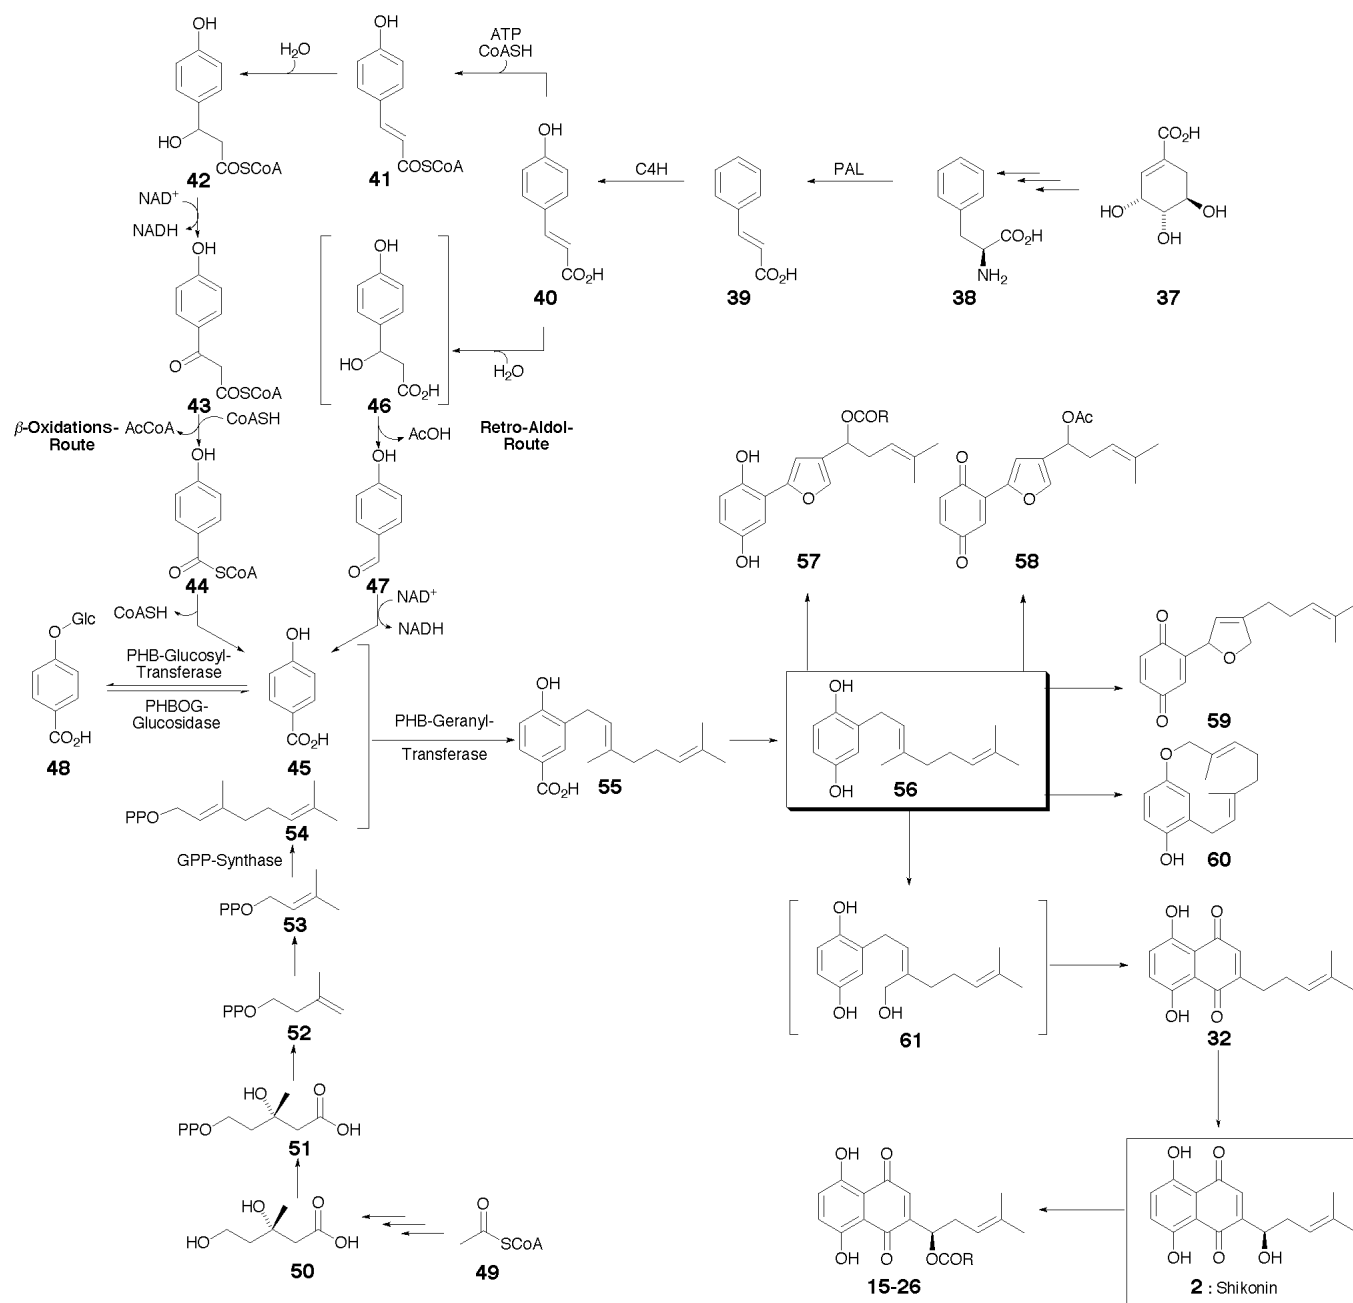 OH
OH
OH
HO
COSCoA
42
H₂O
COSCoA
41
ATP
CoASH
OH
CO₂H
40
C4H
CO₂H
39
PAL
CO₂H
NH₂
38
CO₂H
HO
OH
OH
37
NAD⁺
NADH
OH
O
COSCoA
43
OH
HO
CO₂H
46
H₂O
β-Oxidations-
Route
AcCoA
CoASH
AcOH
Retro-Aldol-
Route
OH
O
SCoA
44
OH
O
47
OCOR
OH
O
OH
57
OAc
O
O
O
58
CoASH
NAD⁺
NADH
O
Glc
CO₂H
48
PHB-Glucosyl-
Transferase
PHBOG-
Glucosidase
OH
CO₂H
45
PHB-Geranyl-
Transferase
OH
CO₂H
55
OH
OH
56
O
O
O
59
O
OH
60
PPO
54
GPP-Synthase
PPO
53
PPO
52
OH
OH
OH
61
OH
O
OH
O
32
HO
O
PPO
OH
51
HO
O
HO
OH
50
O
SCoA
49
OH
O
OH
O
OCOR
15-26
OH
O
OH
O
OH
2 : Shikonin